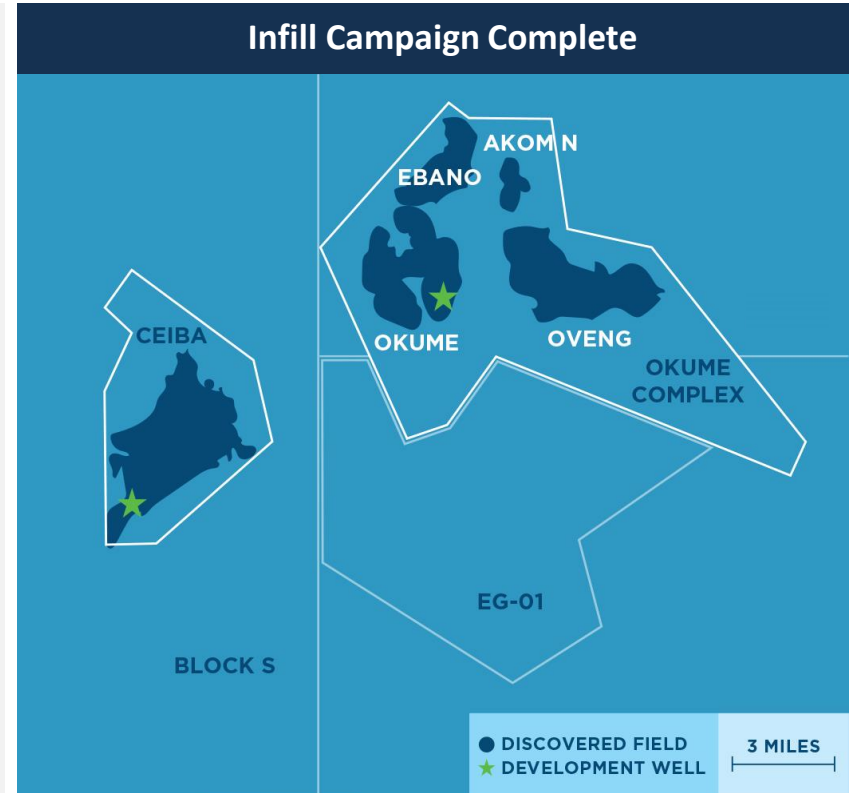 Infill Campaign Complete
AKOM N
EBANO
CEIBA
OKUME
OVENG
OKUME
COMPLEX
EG-01
BLOCK S
DISCOVERED FIELD
DEVELOPMENT WELL
3 MILES